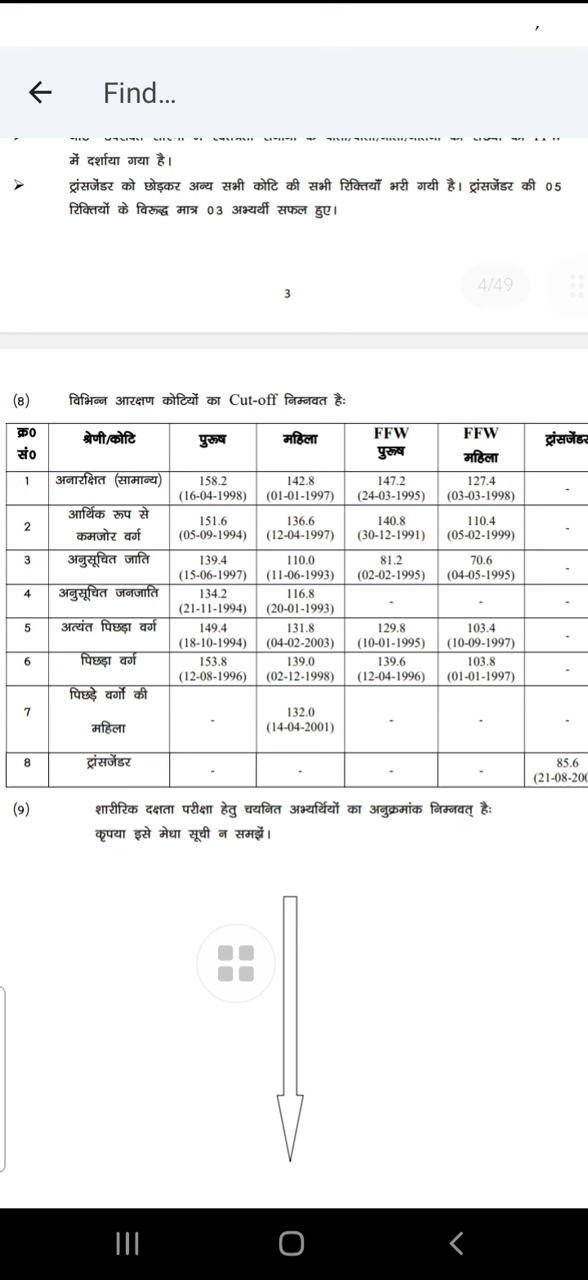 Find...
में दर्शाया गया है।
➤ ट्रांसजेंडर को छोड़कर अन्य सभी कोटि की सभी रिक्तियाँ भरी गयी है। ट्रांसजेंडर की 05
रिक्तियों के विरूद्ध मात्र 03 अभ्यर्थी सफल हुए।
4/49
3
(8) विभिन्न आरक्षण कोटियों का Cut-off निम्नवत हैः
क्र० सं० श्रेणी/कोटि पुरूष महिला FFW पुरूष FFW महिला
1 अनारक्षित (सामान्य) 158.2 142.8 147.2 127.4 -
(16-04-1998) (01-01-1997) (24-03-1995) (03-03-1998)
2 आर्थिक रूप से 151.6 136.6 140.8 110.4 -
कमजोर वर्ग (05-09-1994) (12-04-1997) (30-12-1991) (05-02-1999)
3 अनुसूचित जाति 139.4 110.0 81.2 70.6 -
(15-06-1997) (11-06-1993) (02-02-1995) (04-05-1995)
4 अनुसूचित जनजाति 134.2 116.8 - - -
(21-11-1994) (20-01-1993)
5 अत्यंत पिछड़ा वर्ग 149.4 131.8 129.8 103.4 -
(18-10-1994) (04-02-2003) (10-01-1995) (10-09-1997)
6 पिछड़ा वर्ग 153.8 139.0 139.6 103.8 -
(12-08-1996) (02-12-1998) (12-04-1996) (01-01-1997)
7 पिछड़े वर्गो की - 132.0 - - -
महिला (14-04-2001)
8 ट्रांसजेंडर - - - - 85.6
(21-08-200
(9) शारीरिक दक्षता परीक्षा हेतु चयनित अभ्यर्थियों का अनुक्रमांक निम्नवत् हैः
कृपया इसे मेधा सूची न समझें।